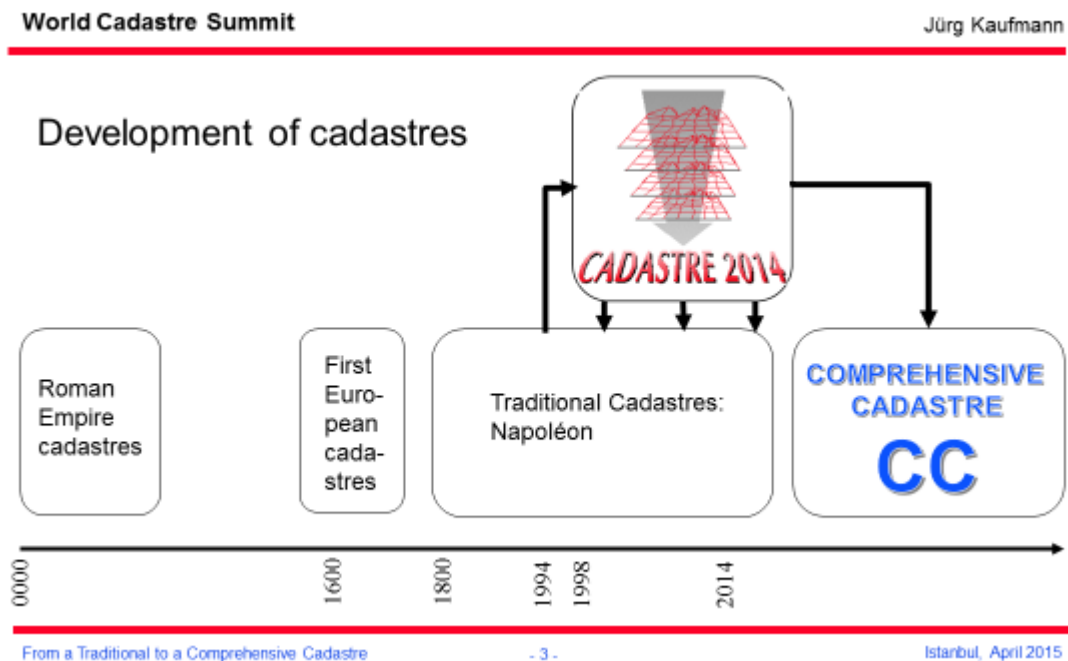 World Cadastre Summit
Jürg Kaufmann
Development of cadastres
CADASTRE 2014
Roman
Empire
cadastres
First
Euro-
pean
cada-
stres
Traditional Cadastres:
Napoléon
COMPREHENSIVE
CADASTRE
CC
0000
1600
1800
1994
1998
2014
From a Traditional to a Comprehensive Cadastre
- 3 -
Istanbul, April 2015